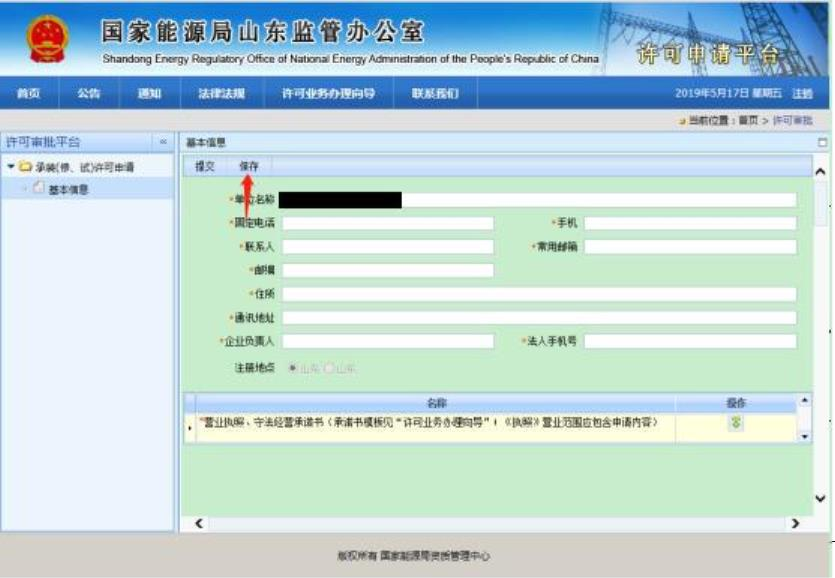 国家能源局山东监管办公室
Shandong Energy Regulatory Office of National Energy Administration of the People's Republic of China
许可申请平台
首页 公告 通知 法律法规 许可业务办理向导 联系我们 2019年5月17日 星期五 注销
当前位置：首页 > 许可审批
许可审批平台 «
基本信息
承装(修、试)许可申请
基本信息
提交 保存
*单位名称
*固定电话 *手机
*联系人 *常用邮箱
*邮编
*住所
*通讯地址
*企业负责人 *法人手机号
注册地点 山东 山东
名称 操作
*营业执照、守法经营承诺书（承诺书模板见“许可业务办理向导”！《执照》营业范围应包含申请内容）
版权所有 国家能源局资质管理中心